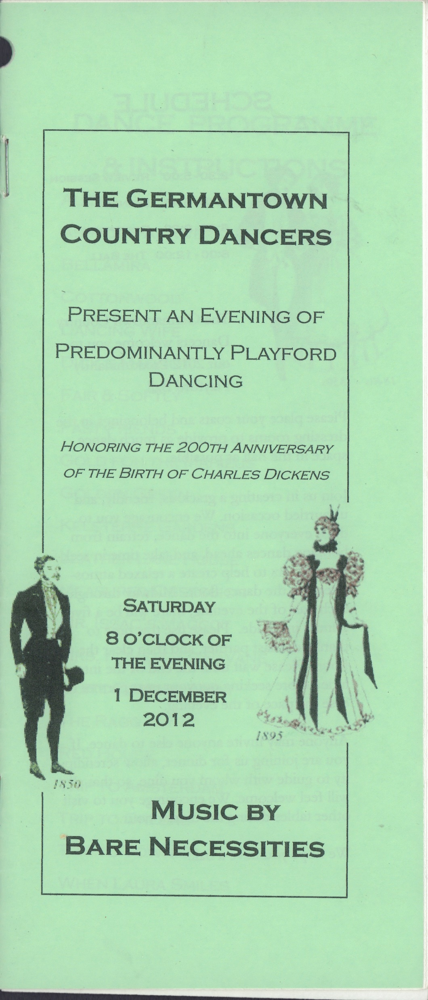 THE GERMANTOWN
COUNTRY DANCERS
PRESENT AN EVENING OF
PREDOMINANTLY PLAYFORD
DANCING
HONORING THE 200TH ANNIVERSARY
OF THE BIRTH OF CHARLES DICKENS
SATURDAY
8 O'CLOCK OF
THE EVENING
1 DECEMBER
2012
1895
1850
MUSIC BY
BARE NECESSITIES